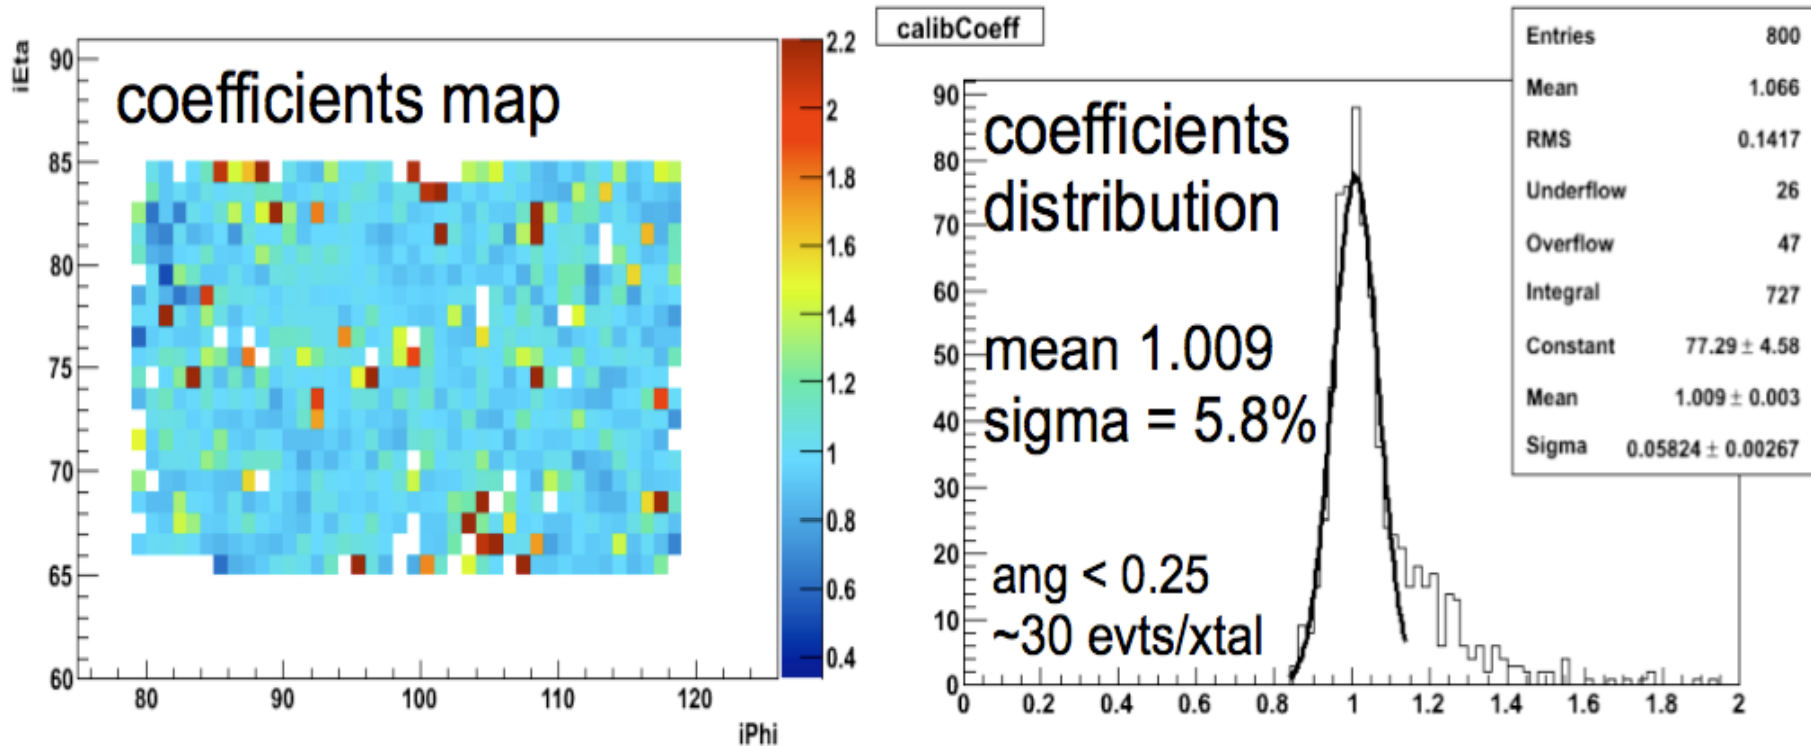 iEta
90
85
80
75
70
65
60
coefficients map
80
90
100
110
120
iPhi
2.2
2
1.8
1.6
1.4
1.2
1
0.8
0.6
0.4
calibCoeff
Entries 800
Mean 1.066
RMS 0.1417
Underflow 26
Overflow 47
Integral 727
Constant 77.29 ± 4.58
Mean 1.009 ± 0.003
Sigma 0.05824 ± 0.00267
90
80
70
60
50
40
30
20
10
0
coefficients
distribution
mean 1.009
sigma = 5.8%
ang < 0.25
~30 evts/xtal
0
0.2
0.4
0.6
0.8
1
1.2
1.4
1.6
1.8
2